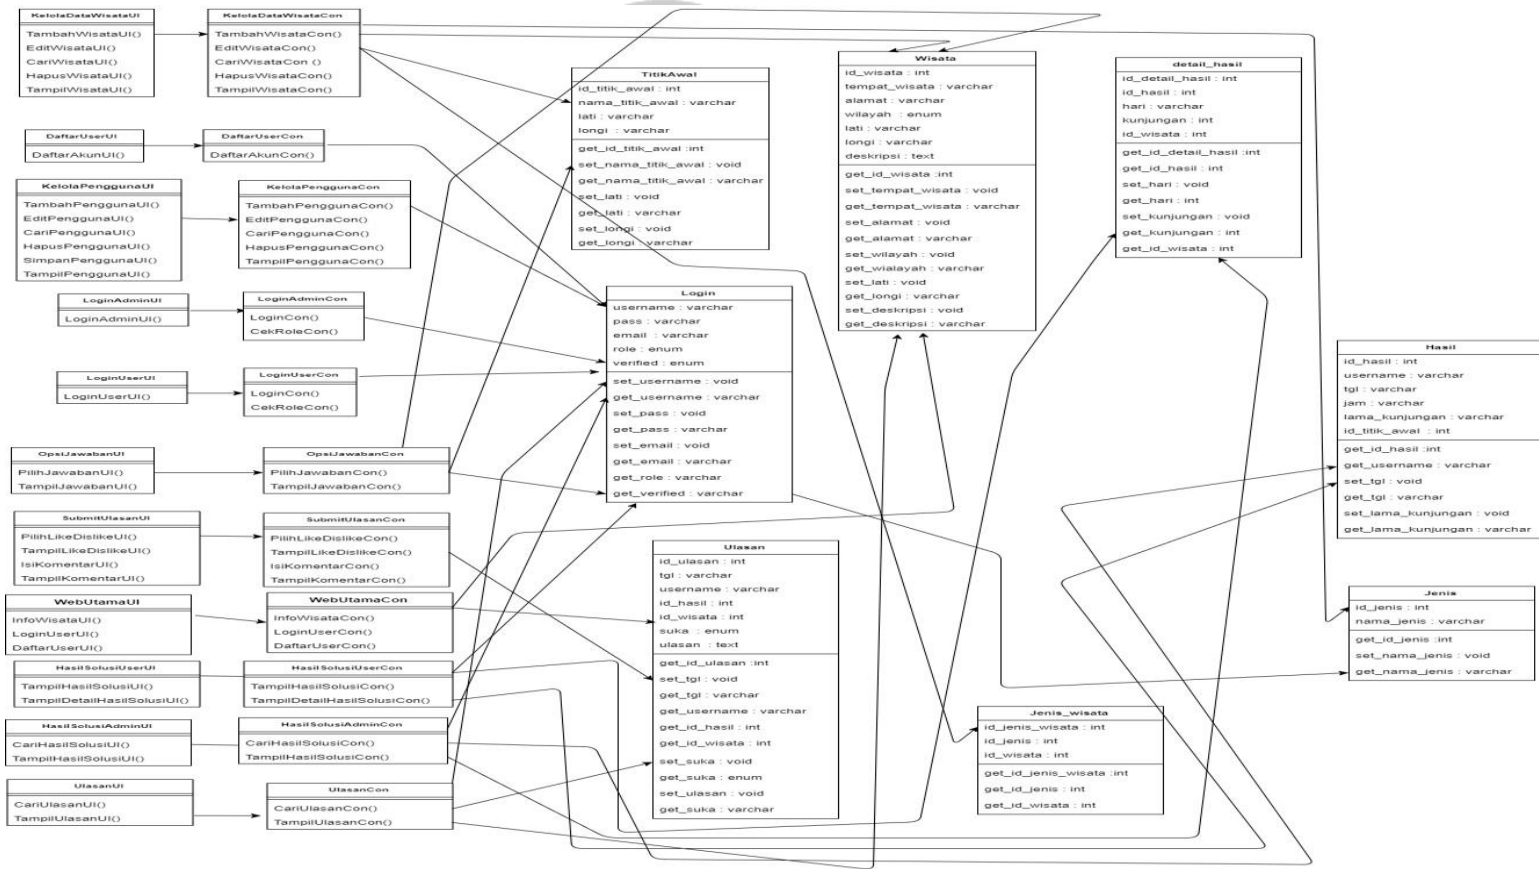 KelolaDataWisataUI
TambahWisataUI()
EditWisataUI()
CariWisataUI()
HapusWisataUI()
TampilWisataUI()
KelolaDataWisataCon
TambahWisataCon()
EditWisataCon()
CariWisataCon ()
HapusWisataCon()
TampilWisataCon()
DaftarUserUI
DaftarAkunUI()
DaftarUserCon
DaftarAkunCon()
KelolaPenggunaUI
TambahPenggunaUI()
EditPenggunaUI()
CariPenggunaUI()
HapusPenggunaUI()
SimpanPenggunaUI()
TampilPenggunaUI()
KelolaPenggunaCon
TambahPenggunaCon()
EditPenggunaCon()
CariPenggunaCon()
HapusPenggunaCon()
TampilPenggunaCon()
LoginAdminUI
LoginAdminUI()
LoginAdminCon
LoginCon()
CekRoleCon()
LoginUserUI
LoginUserUI()
LoginUserCon
LoginCon()
CekRoleCon()
OpsiJawabanUI
PilihJawabanUI()
TampilJawabanUI()
OpsiJawabanCon
PilihJawabanCon()
TampilJawabanCon()
SubmitUlasanUI
PilihLikeDislikeUI()
TampilLikeDislikeUI()
IsiKomentarUI()
TampilKomentarUI()
SubmitUlasanCon
PilihLikeDislikeCon()
TampilLikeDislikeCon()
IsiKomentarCon()
TampilKomentarCon()
WebUtamaUI
InfoWisataUI()
LoginUserUI()
DaftarUserUI()
WebUtamaCon
InfoWisataCon()
LoginUserCon()
DaftarUserCon()
HasilSolusiUserUI
TampilHasilSolusiUI()
TampilDetailHasilSolusiUI()
HasilSolusiUserCon
TampilHasilSolusiCon()
TampilDetailHasilSolusiCon()
HasilSolusiAdminUI
CariHasilSolusiUI()
TampilHasilSolusiUI()
HasilSolusiAdminCon
CariHasilSolusiCon()
TampilHasilSolusiCon()
UlasanUI
CariUlasanUI()
TampilUlasanUI()
UlasanCon
CariUlasanCon()
TampilUlasanCon()
TitikAwal
id_titik_awal : int
nama_titik_awal : varchar
lati : varchar
longi : varchar
get_id_titik_awal :int
set_nama_titik_awal : void
get_nama_titik_awal : varchar
set_lati : void
get_lati : varchar
set_longi : void
get_longi : varchar
Login
username : varchar
pass : varchar
email : varchar
role : enum
verified : enum
set_username : void
get_username : varchar
set_pass : void
get_pass : varchar
set_email : void
get_email : varchar
get_role : varchar
get_verified : varchar
Ulasan
id_ulasan : int
tgl : varchar
username : varchar
id_hasil : int
id_wisata : int
suka : enum
ulasan : text
get_id_ulasan :int
set_tgl : void
get_tgl : varchar
get_username : varchar
get_id_hasil : int
get_id_wisata : int
set_suka : void
get_suka : enum
set_ulasan : void
get_suka : varchar
Wisata
id_wisata : int
tempat_wisata : varchar
alamat : varchar
wilayah : enum
lati : varchar
longi : varchar
deskripsi : text
get_id_wisata :int
set_tempat_wisata : void
get_tempat_wisata : varchar
set_alamat : void
get_alamat : varchar
set_wilayah : void
get_wialayah : varchar
set_lati : void
get_longi : varchar
set_deskripsi : void
get_deskripsi : varchar
detail_hasil
id_detail_hasil : int
id_hasil : int
hari : varchar
kunjungan : int
id_wisata : int
get_id_detail_hasil :int
get_id_hasil : int
set_hari : void
get_hari : int
set_kunjungan : void
get_kunjungan : int
get_id_wisata : int
Hasil
id_hasil : int
username : varchar
tgl : varchar
jam : varchar
lama_kunjungan : varchar
id_titik_awal : int
get_id_hasil :int
get_username : varchar
set_tgl : void
get_tgl : varchar
set_lama_kunjungan : void
get_lama_kunjungan : varchar
Jenis
id_jenis : int
nama_jenis : varchar
get_id_jenis :int
set_nama_jenis : void
get_nama_jenis : varchar
Jenis_wisata
id_jenis_wisata : int
id_jenis : int
id_wisata : int
get_id_jenis_wisata :int
get_id_jenis : int
get_id_wisata : int